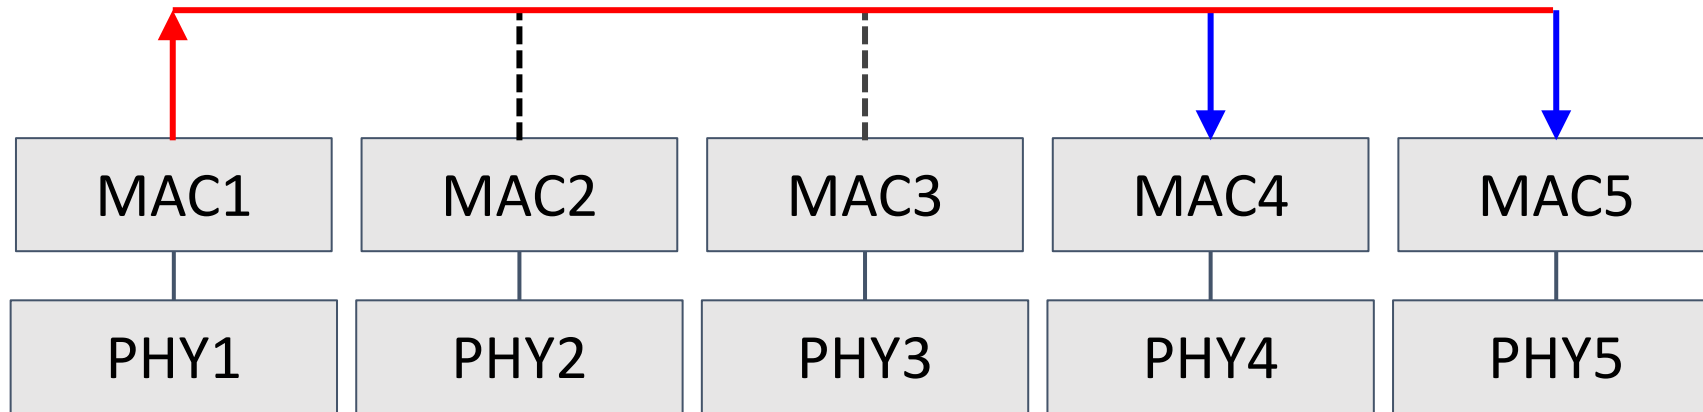 MAC1 MAC2 MAC3 MAC4 MAC5
PHY1 PHY2 PHY3 PHY4 PHY5